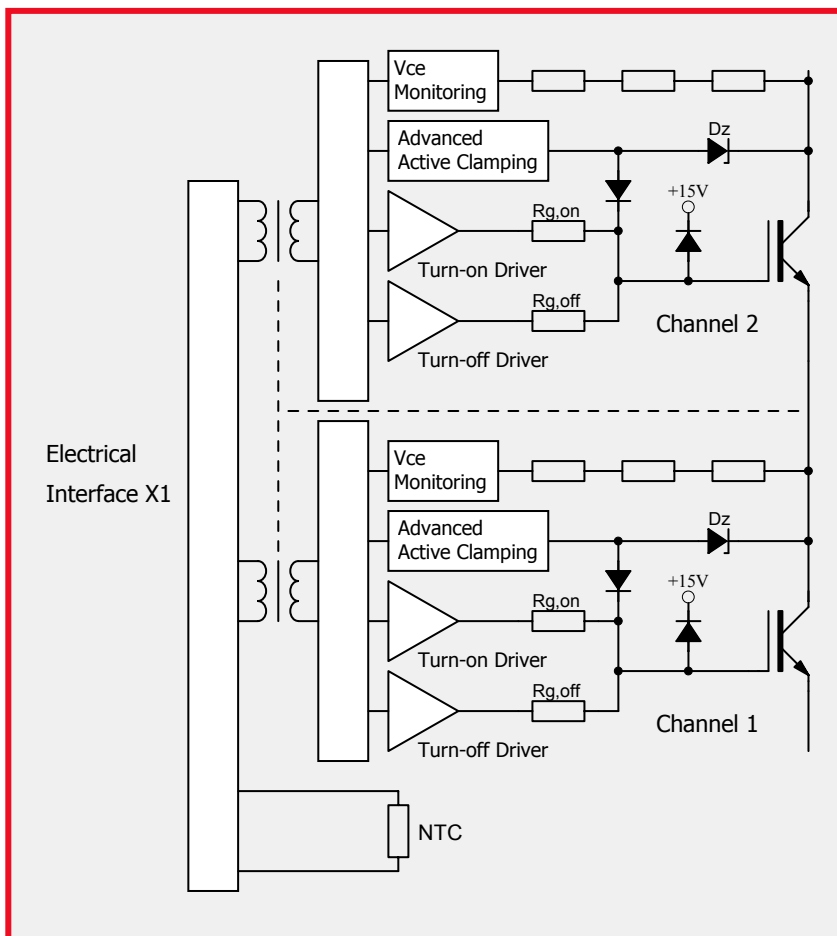 Vce
Monitoring
Advanced
Active Clamping
Dz
+15V
Rg,on
Turn-on Driver
Rg,off
Turn-off Driver
Channel 2
Electrical
Interface X1
Vce
Monitoring
Advanced
Active Clamping
Dz
+15V
Rg,on
Turn-on Driver
Rg,off
Turn-off Driver
Channel 1
NTC